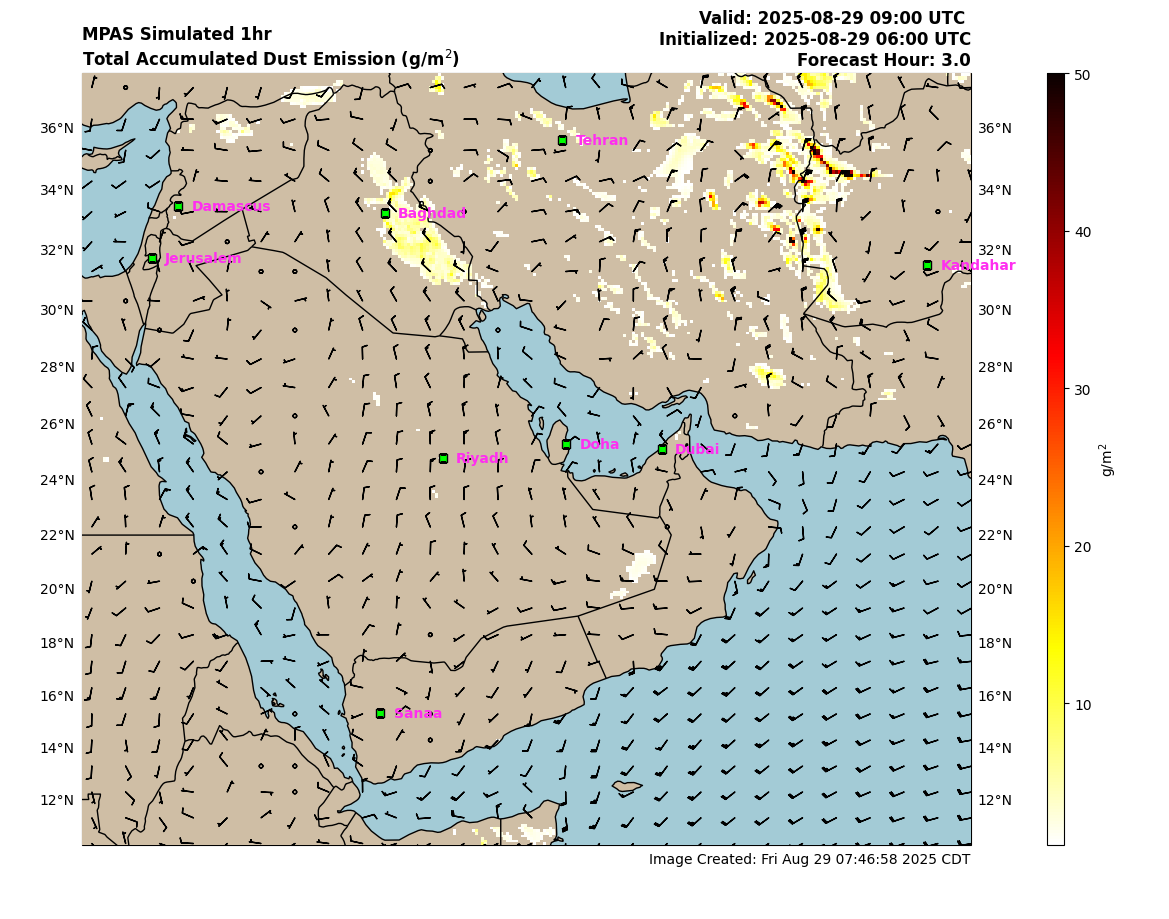 MPAS Simulated 1hr
Total Accumulated Dust Emission (g/m²)
Valid: 2025-08-29 09:00 UTC
Initialized: 2025-08-29 06:00 UTC
Forecast Hour: 3.0
36°N
34°N
32°N
30°N
28°N
26°N
24°N
22°N
20°N
18°N
16°N
14°N
12°N
Tehran
Damascus
Baghdad
Jerusalem
Kandahar
Doha
Dubai
Riyadh
Sanaa
36°N
34°N
32°N
30°N
28°N
26°N
24°N
22°N
20°N
18°N
16°N
14°N
12°N
50
40
30
20
10
g/m²
Image Created: Fri Aug 29 07:46:58 2025 CDT